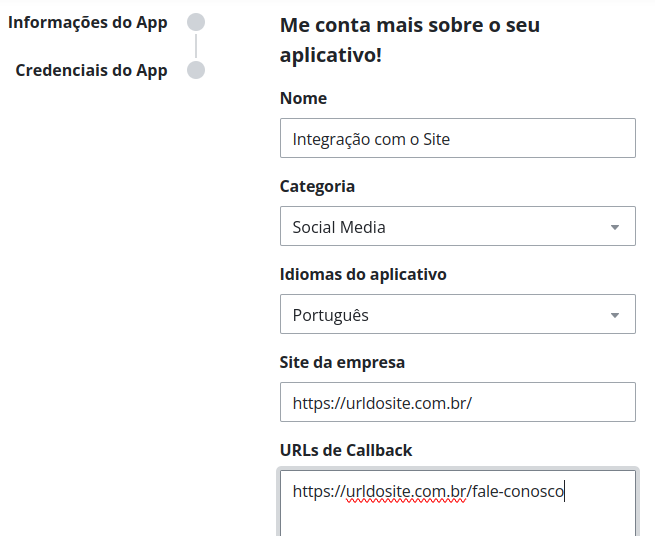 Informações do App
Credenciais do App
Me conta mais sobre o seu
aplicativo!
Nome
Integração com o Site
Categoria
Social Media
Idiomas do aplicativo
Português
Site da empresa
https://urldosite.com.br/
URLs de Callback
https://urldosite.com.br/fale-conosco